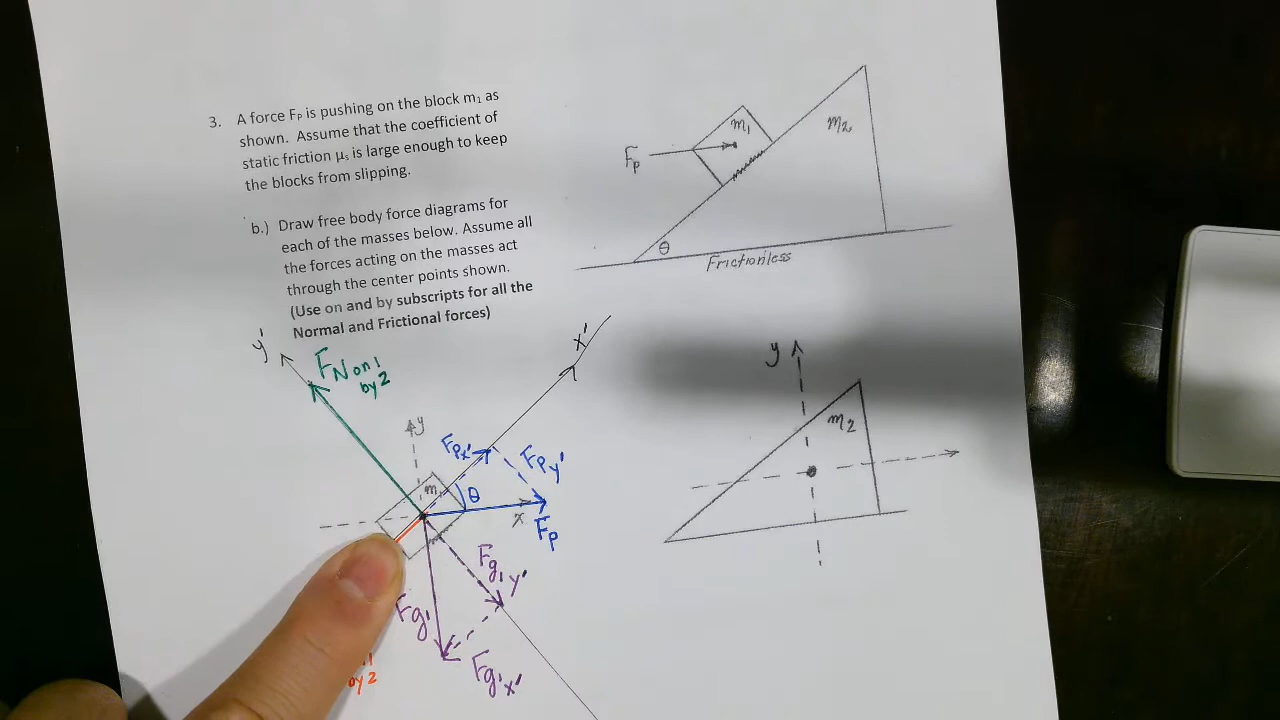 3. A force FP is pushing on the block m1 as
shown. Assume that the coefficient of
static friction μs is large enough to keep
the blocks from slipping.
b.) Draw free body force diagrams for
each of the masses below. Assume all
the forces acting on the masses act
through the center points shown.
(Use on and by subscripts for all the
Normal and Frictional forces)
m1
m2
Fp
θ
Frictionless
y'
FN on 1
by 2
x'
y
Fpx'
Fpy'
m
θ
x
Fp
Fg1y'
Fg1
Fg1x'
by 2
y
m2